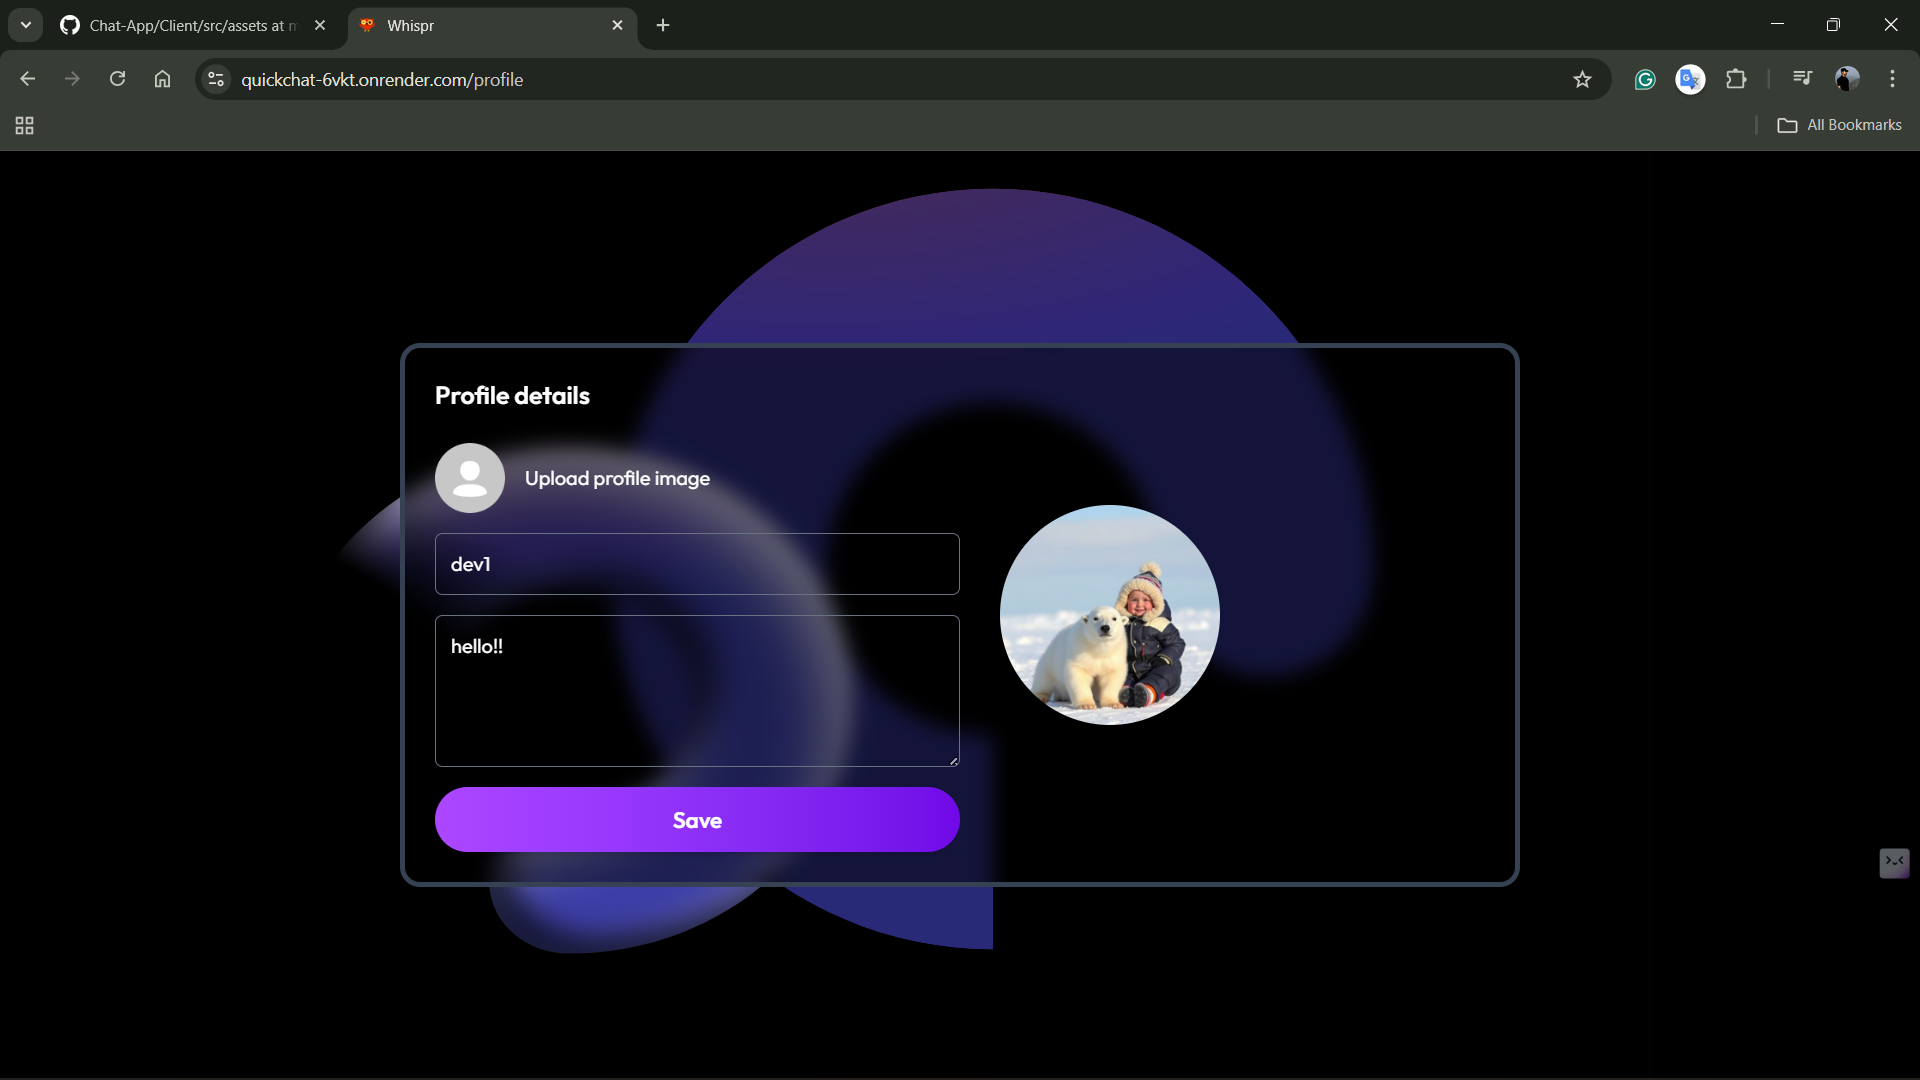 Chat-App/Client/src/assets at m
Whispr
quickchat-6vkt.onrender.com/profile
All Bookmarks
Profile details
Upload profile image
dev1
hello!!
Save